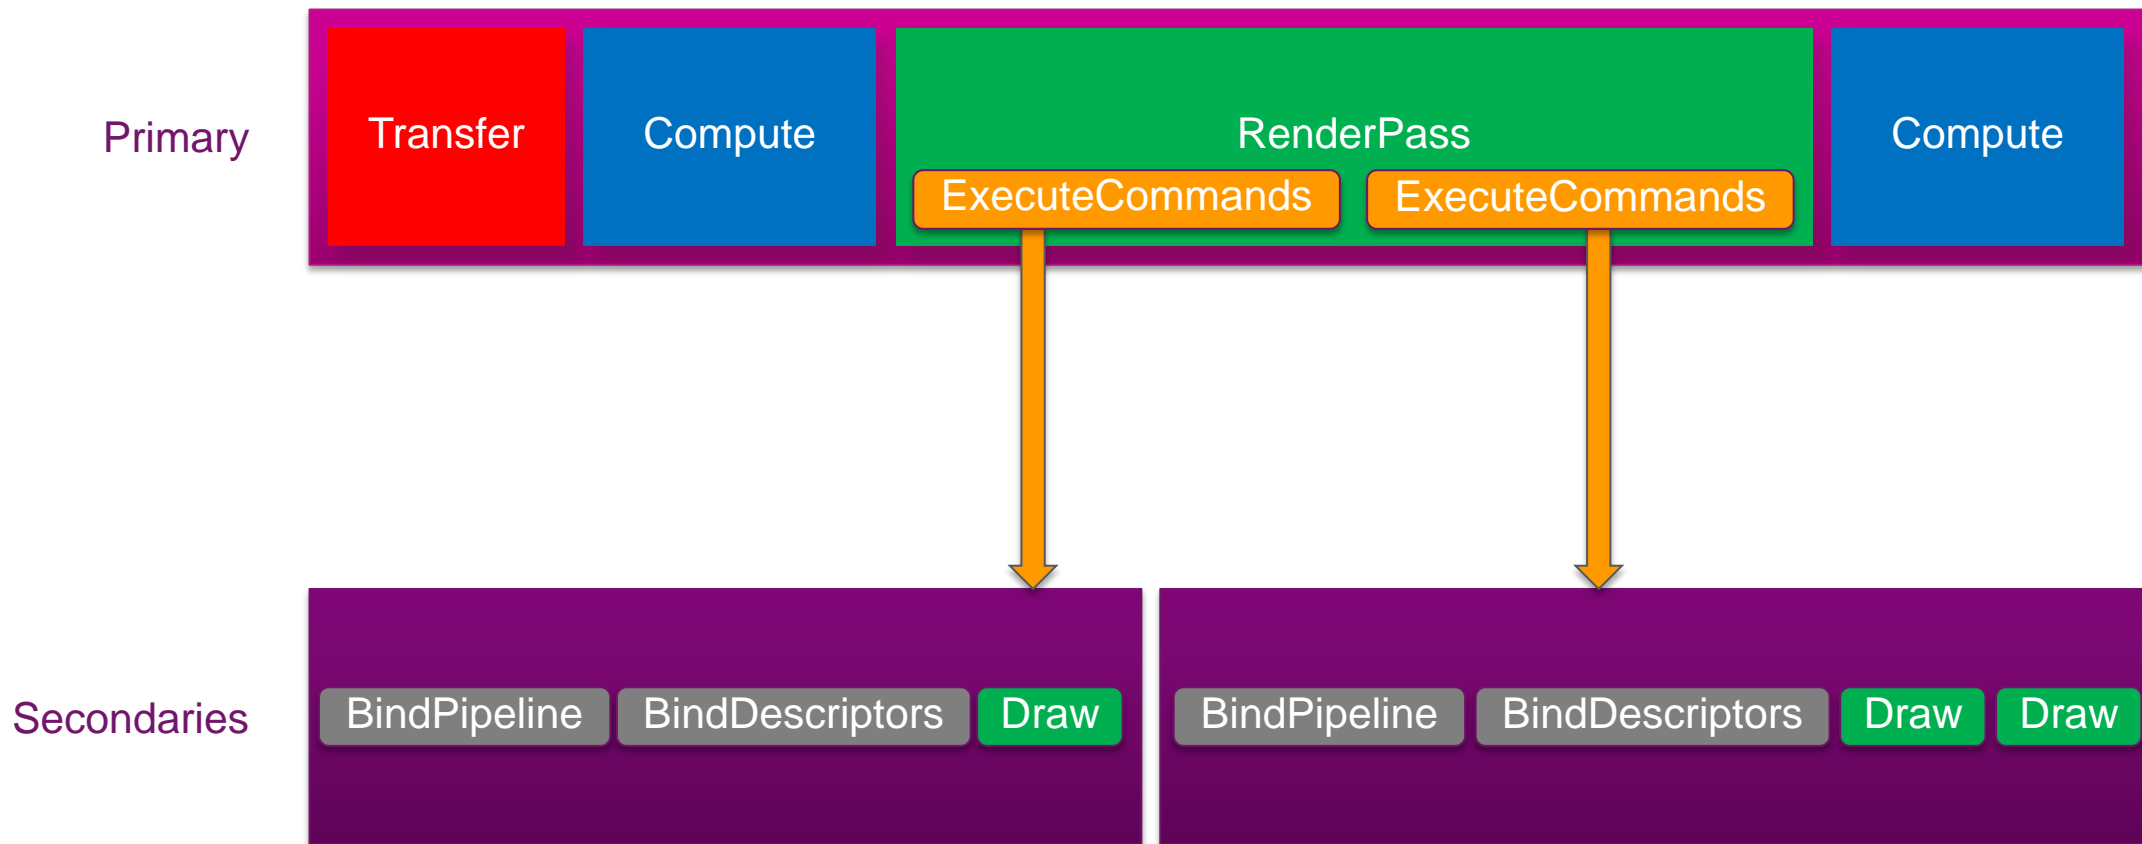 Primary
Transfer
Compute
RenderPass
ExecuteCommands
ExecuteCommands
Compute
Secondaries
BindPipeline
BindDescriptors
Draw
BindPipeline
BindDescriptors
Draw
Draw